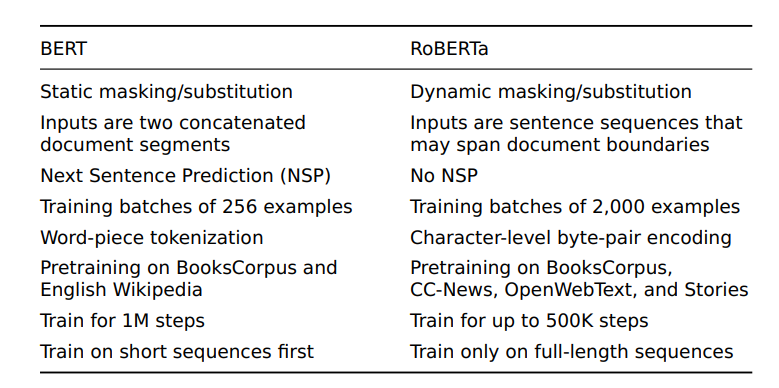 BERT RoBERTa
Static masking/substitution Dynamic masking/substitution
Inputs are two concatenated Inputs are sentence sequences that
document segments may span document boundaries
Next Sentence Prediction (NSP) No NSP
Training batches of 256 examples Training batches of 2,000 examples
Word-piece tokenization Character-level byte-pair encoding
Pretraining on BooksCorpus and Pretraining on BooksCorpus,
English Wikipedia CC-News, OpenWebText, and Stories
Train for 1M steps Train for up to 500K steps
Train on short sequences first Train only on full-length sequences